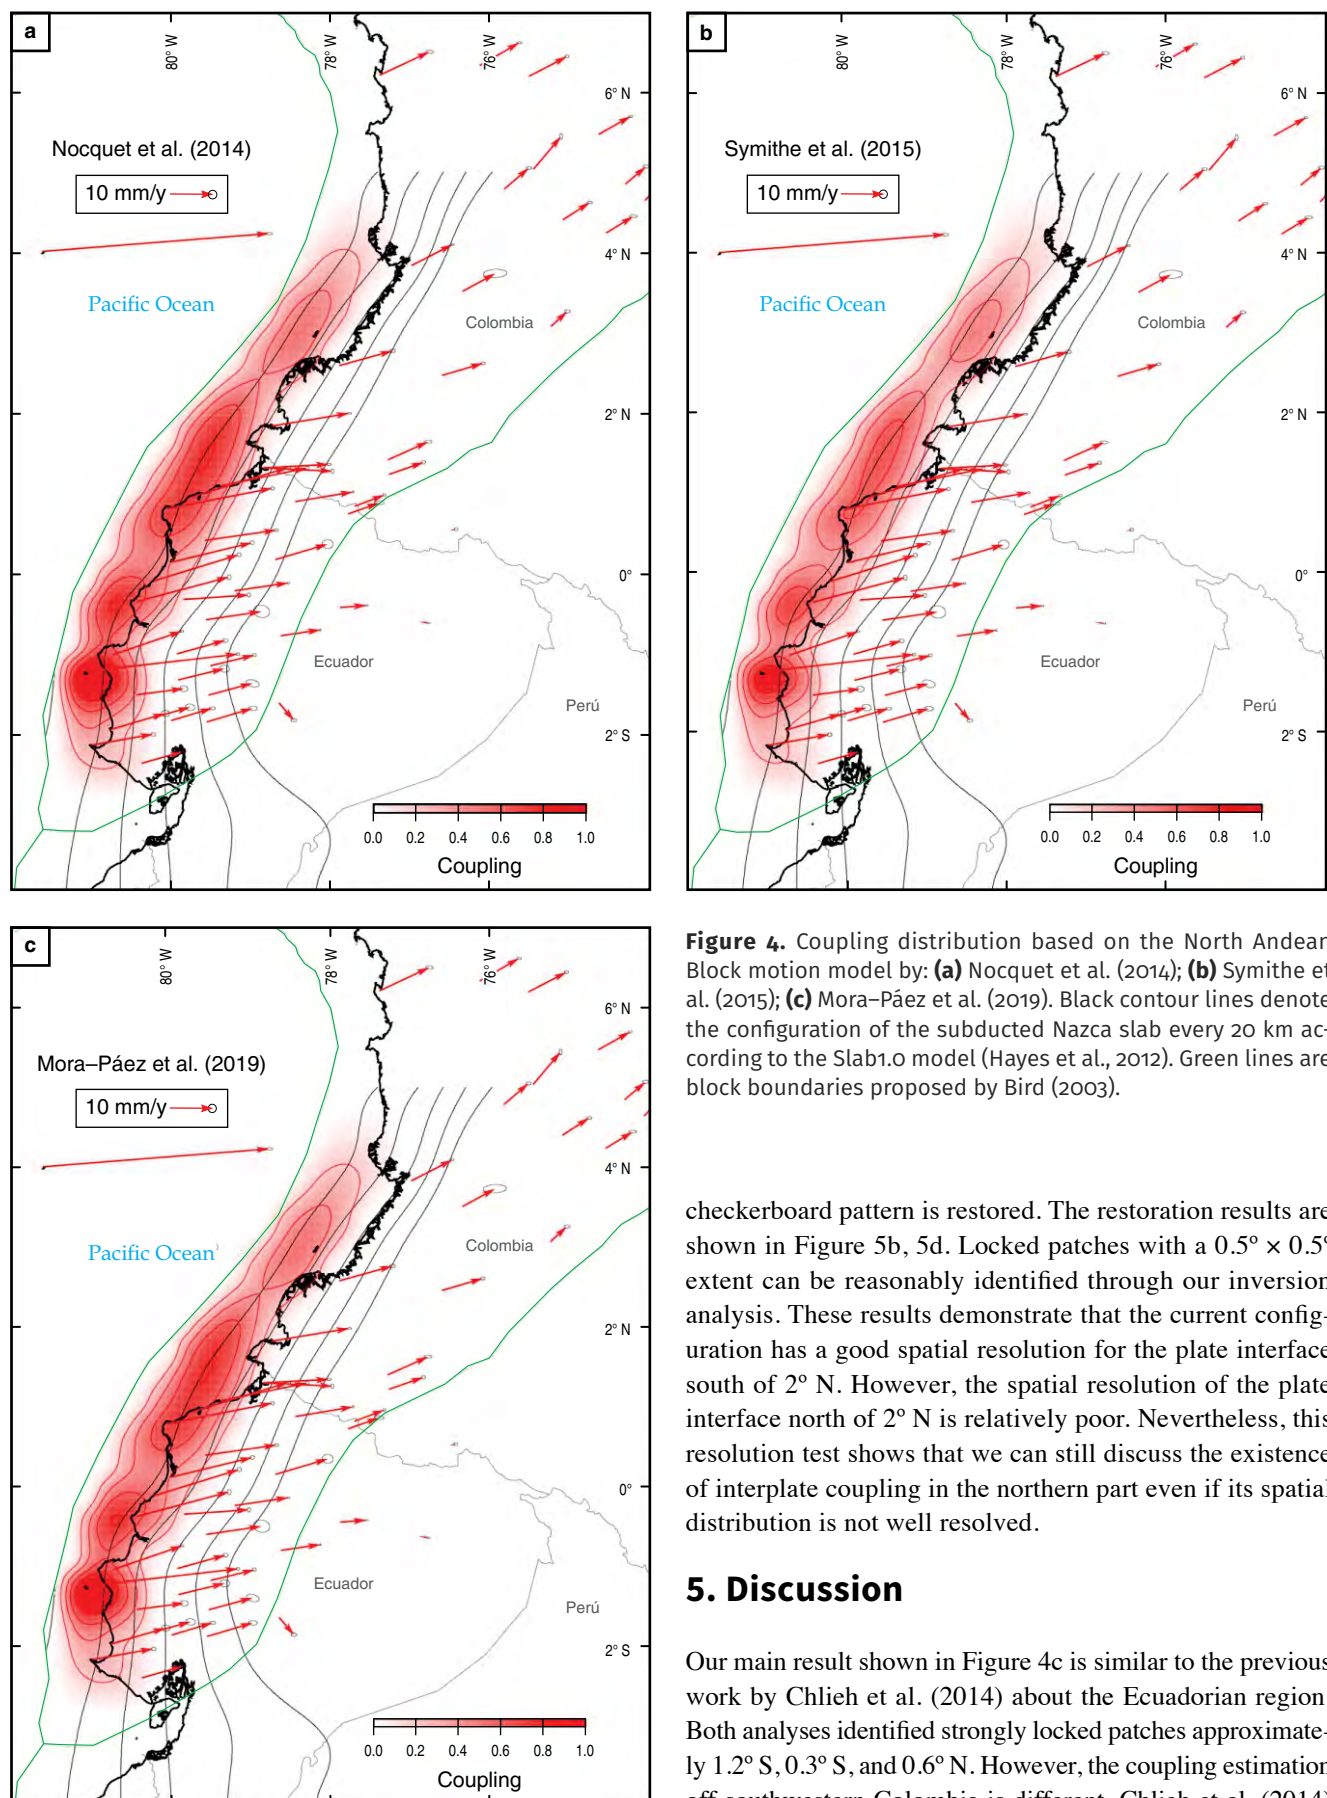 a
80° W
78° W
76° W
6° N
Nocquet et al. (2014)
10 mm/y
4° N
Pacific Ocean
Colombia
2° N
0°
Ecuador
Perú
2° S
0.0 0.2 0.4 0.6 0.8 1.0
Coupling
b
80° W
78° W
76° W
6° N
Symithe et al. (2015)
10 mm/y
4° N
Pacific Ocean
Colombia
2° N
0°
Ecuador
Perú
2° S
0.0 0.2 0.4 0.6 0.8 1.0
Coupling
c
80° W
78° W
76° W
6° N
Mora–Páez et al. (2019)
10 mm/y
4° N
Pacific Ocean
Colombia
2° N
0°
Ecuador
Perú
2° S
0.0 0.2 0.4 0.6 0.8 1.0
Coupling
Figure 4. Coupling distribution based on the North Andean
Block motion model by: (a) Nocquet et al. (2014); (b) Symithe et
al. (2015); (c) Mora–Páez et al. (2019). Black contour lines denote
the configuration of the subducted Nazca slab every 20 km ac-
cording to the Slab1.0 model (Hayes et al., 2012). Green lines are
block boundaries proposed by Bird (2003).
checkerboard pattern is restored. The restoration results are
shown in Figure 5b, 5d. Locked patches with a 0.5º × 0.5º
extent can be reasonably identified through our inversion
analysis. These results demonstrate that the current config-
uration has a good spatial resolution for the plate interface
south of 2° N. However, the spatial resolution of the plate
interface north of 2° N is relatively poor. Nevertheless, this
resolution test shows that we can still discuss the existence
of interplate coupling in the northern part even if its spatial
distribution is not well resolved.
5. Discussion
Our main result shown in Figure 4c is similar to the previous
work by Chlieh et al. (2014) about the Ecuadorian region
Both analyses identified strongly locked patches approximate-
ly 1.2° S, 0.3° S, and 0.6° N. However, the coupling estimation
off southwestern Colombia is different. Chlieh et al. (2014)